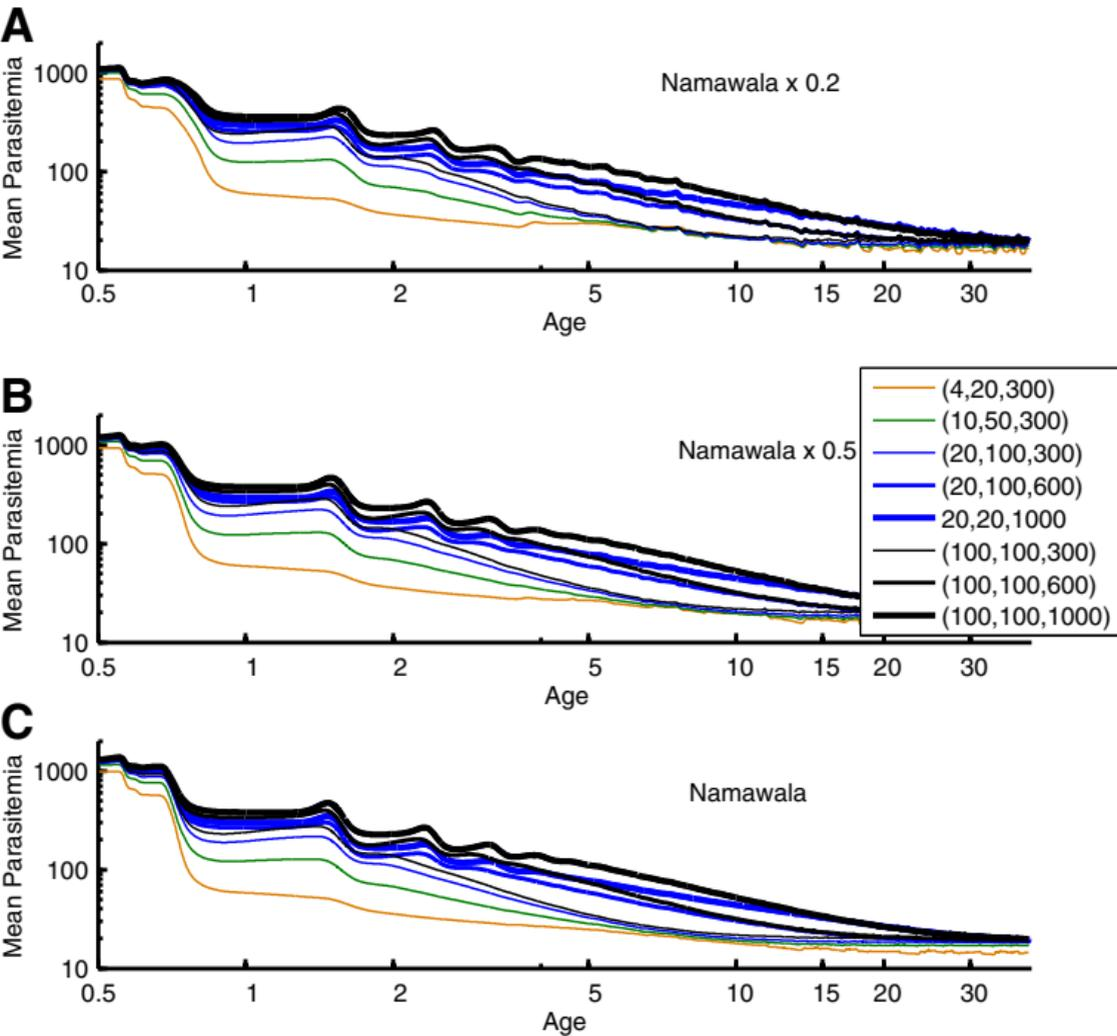 A
Mean Parasitemia
1000
100
10
Namawala x 0.2
0.5 1 2 5 10 15 20 30
Age
B
Mean Parasitemia
1000
100
10
Namawala x 0.5
(4,20,300)
(10,50,300)
(20,100,300)
(20,100,600)
20,20,1000
(100,100,300)
(100,100,600)
(100,100,1000)
0.5 1 2 5 10 15 20 30
Age
C
Mean Parasitemia
1000
100
10
Namawala
0.5 1 2 5 10 15 20 30
Age